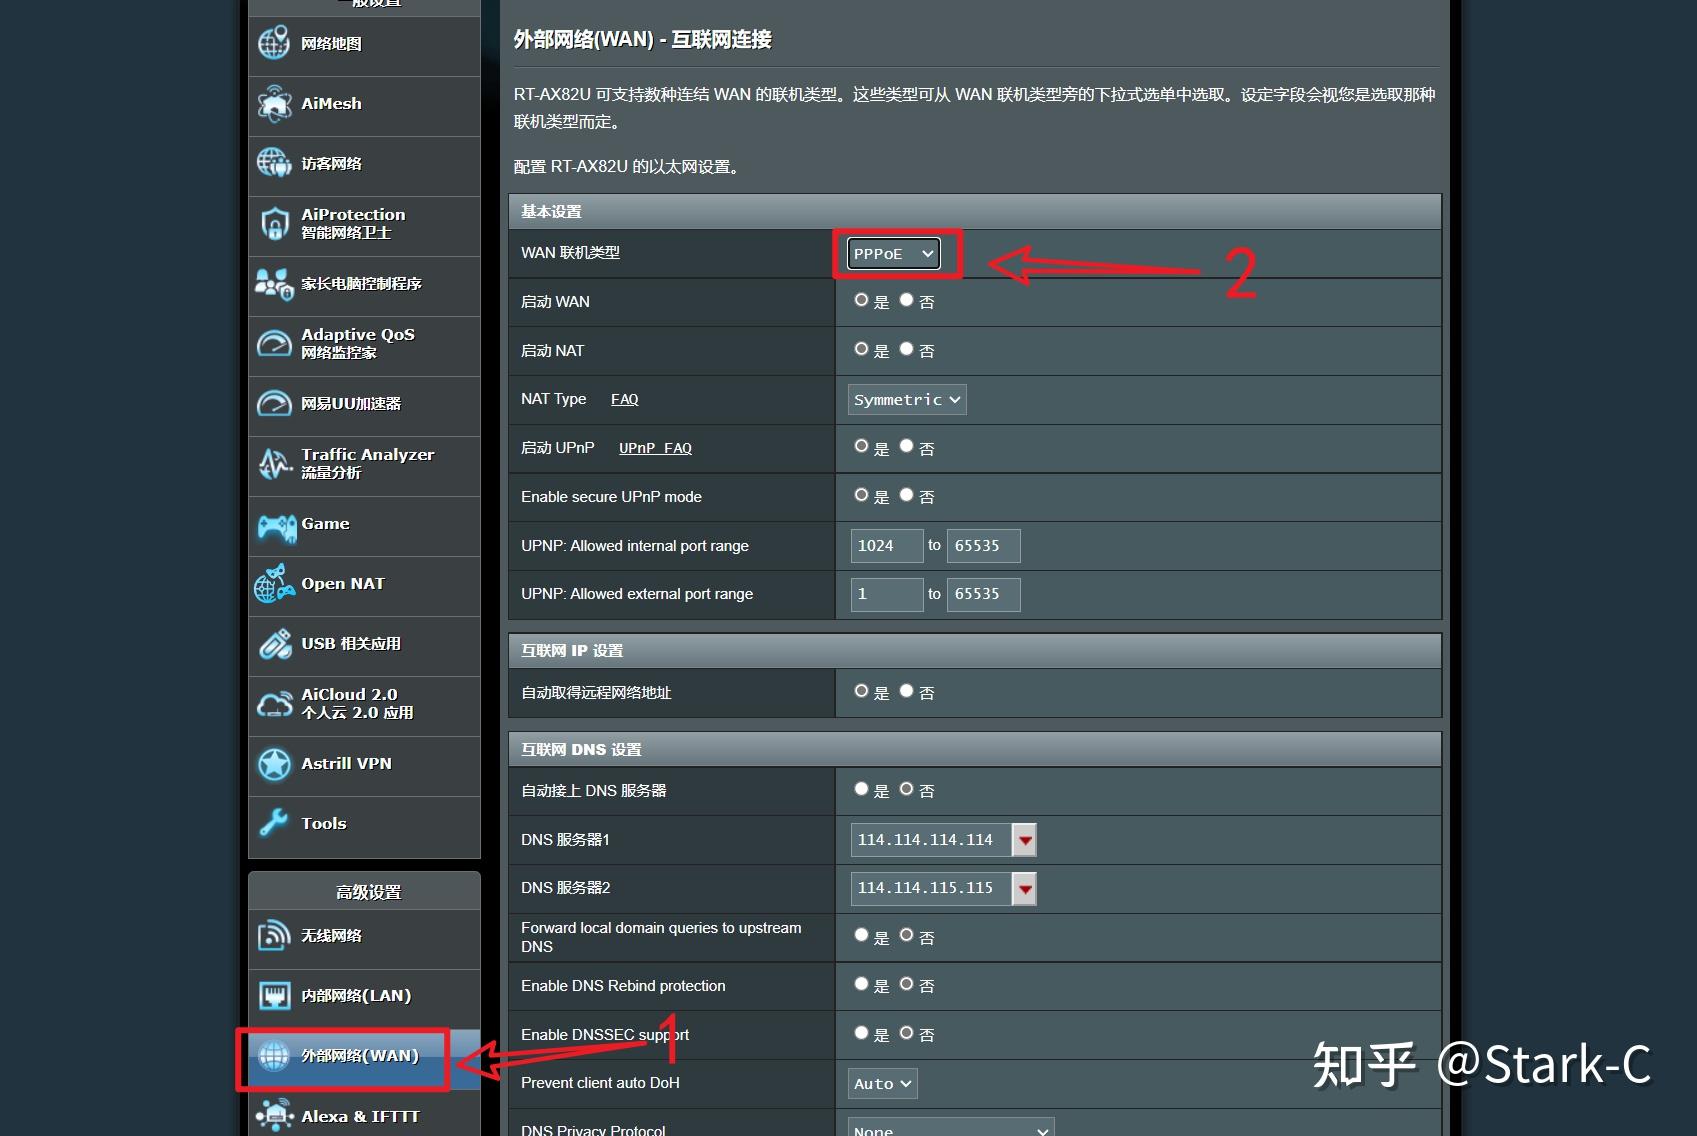 一般设置
网络地图
AiMesh
访客网络
AiProtection
智能网络卫士
家长电脑控制程序
Adaptive QoS
网络监控家
网易UU加速器
Traffic Analyzer
流量分析
Game
Open NAT
USB 相关应用
AiCloud 2.0
个人云 2.0 应用
Astrill VPN
Tools
高级设置
无线网络
内部网络(LAN)
外部网络(WAN)
Alexa & IFTTT
外部网络(WAN) - 互联网连接
RT-AX82U 可支持数种连结 WAN 的联机类型。这些类型可从 WAN 联机类型旁的下拉式选单中选取。设定字段会视您是选取那种
联机类型而定。
配置 RT-AX82U 的以太网设置。
基本设置
WAN 联机类型 PPPoE 2
启动 WAN 是 否
启动 NAT 是 否
NAT Type FAQ Symmetric
启动 UPnP UPnP FAQ 是 否
Enable secure UPnP mode 是 否
UPNP: Allowed internal port range 1024 to 65535
UPNP: Allowed external port range 1 to 65535
互联网 IP 设置
自动取得远程网络地址 是 否
互联网 DNS 设置
自动接上 DNS 服务器 是 否
DNS 服务器1 114.114.114.114
DNS 服务器2 114.114.115.115
Forward local domain queries to upstream
DNS 是 否
Enable DNS Rebind protection 是 否
Enable DNSSEC support 是 否
1
Prevent client auto DoH Auto
DNS Privacy Protocol None
知乎 @Stark-C